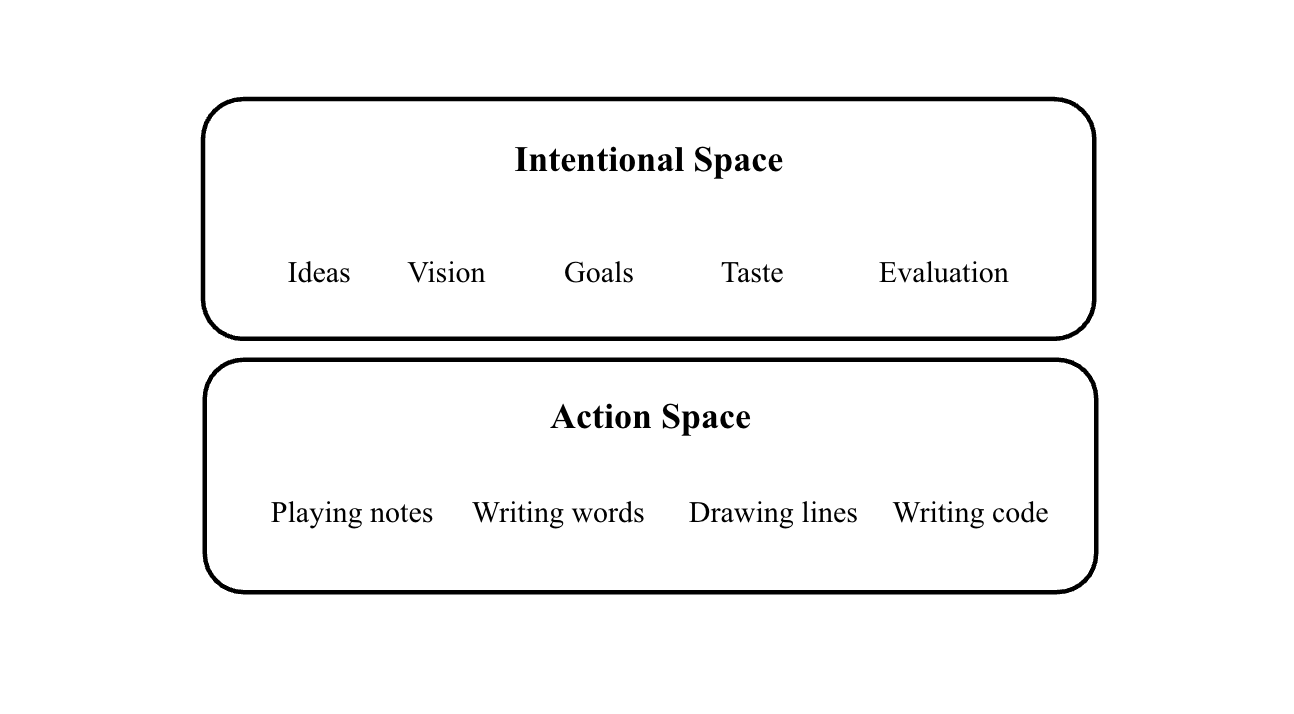 Intentional Space
Ideas Vision Goals Taste Evaluation
Action Space
Playing notes Writing words Drawing lines Writing code